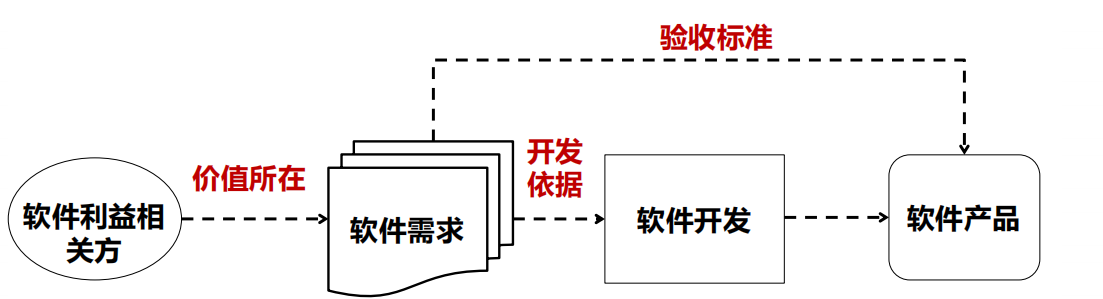 验收标准
价值所在
开发
依据
软件利益相
关方
软件需求
软件开发
软件产品